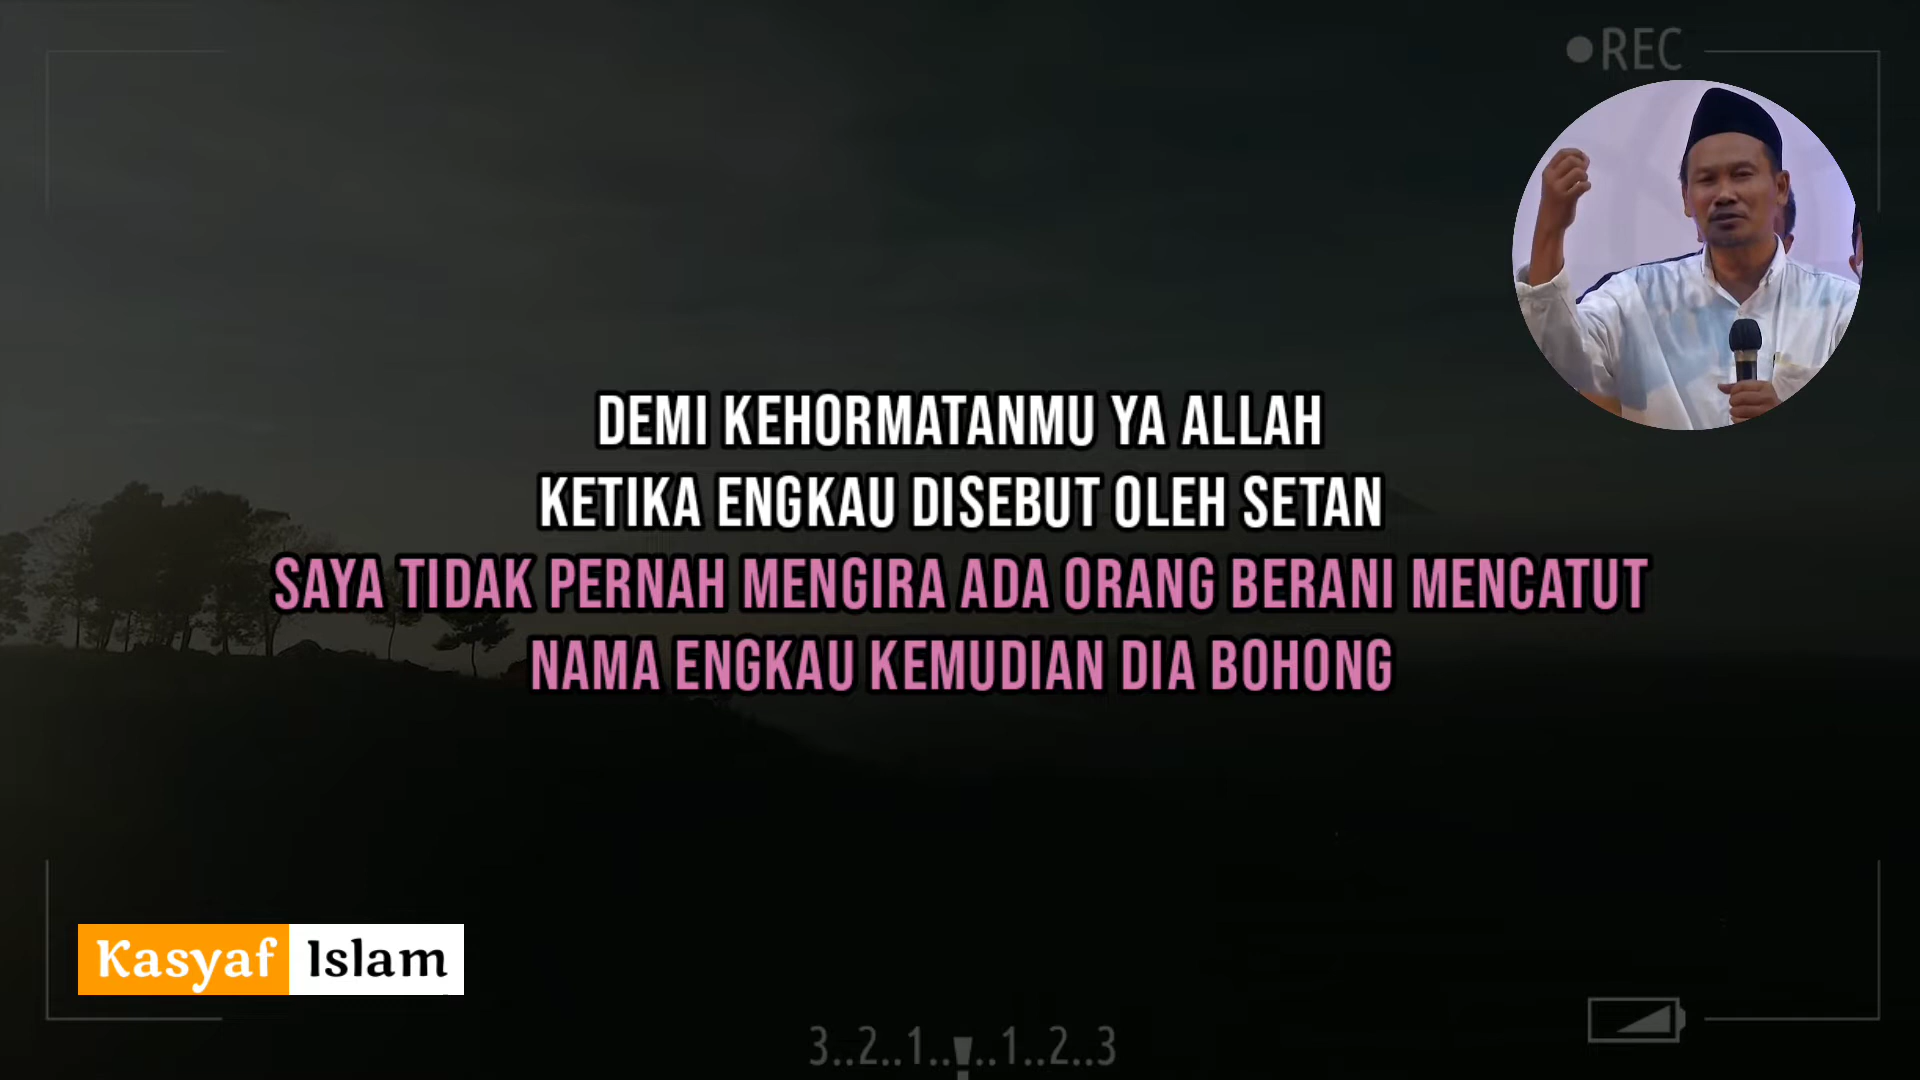 REC
DEMI KEHORMATANMU YA ALLAH
KETIKA ENGKAU DISEBUT OLEH SETAN
SAYA TIDAK PERNAH MENGIRA ADA ORANG BERANI MENCATUT
NAMA ENGKAU KEMUDIAN DIA BOHONG
Kasyaf Islam
3..2..1..▾..1..2..3